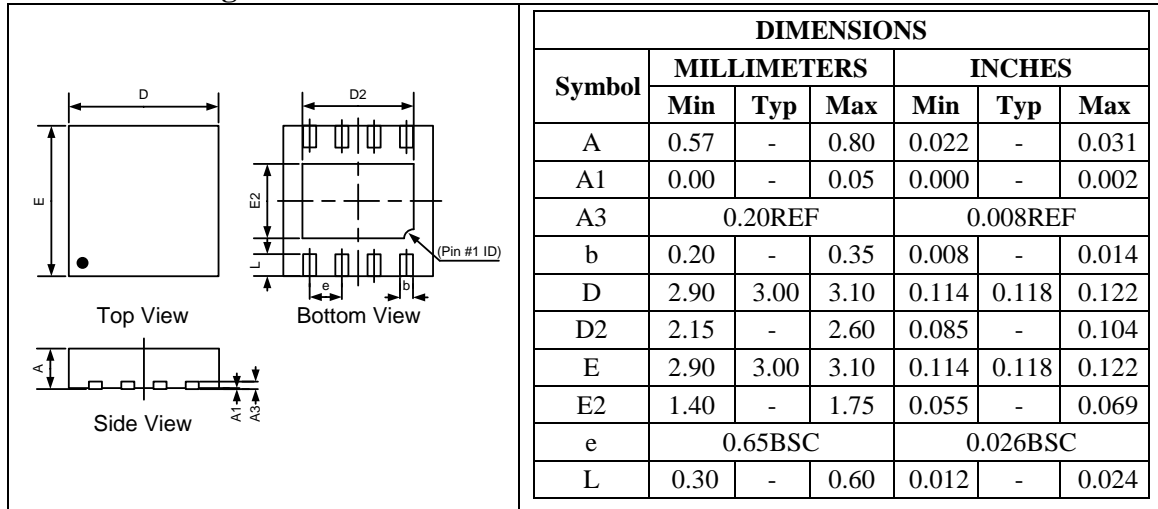 D
E
Top View
D2
E2
L
e
b
(Pin #1 ID)
Bottom View
A
A1
A3
Side View
DIMENSIONS
Symbol MILLIMETERS INCHES
Min Typ Max Min Typ Max
A 0.57 - 0.80 0.022 - 0.031
A1 0.00 - 0.05 0.000 - 0.002
A3 0.20REF 0.008REF
b 0.20 - 0.35 0.008 - 0.014
D 2.90 3.00 3.10 0.114 0.118 0.122
D2 2.15 - 2.60 0.085 - 0.104
E 2.90 3.00 3.10 0.114 0.118 0.122
E2 1.40 - 1.75 0.055 - 0.069
e 0.65BSC 0.026BSC
L 0.30 - 0.60 0.012 - 0.024